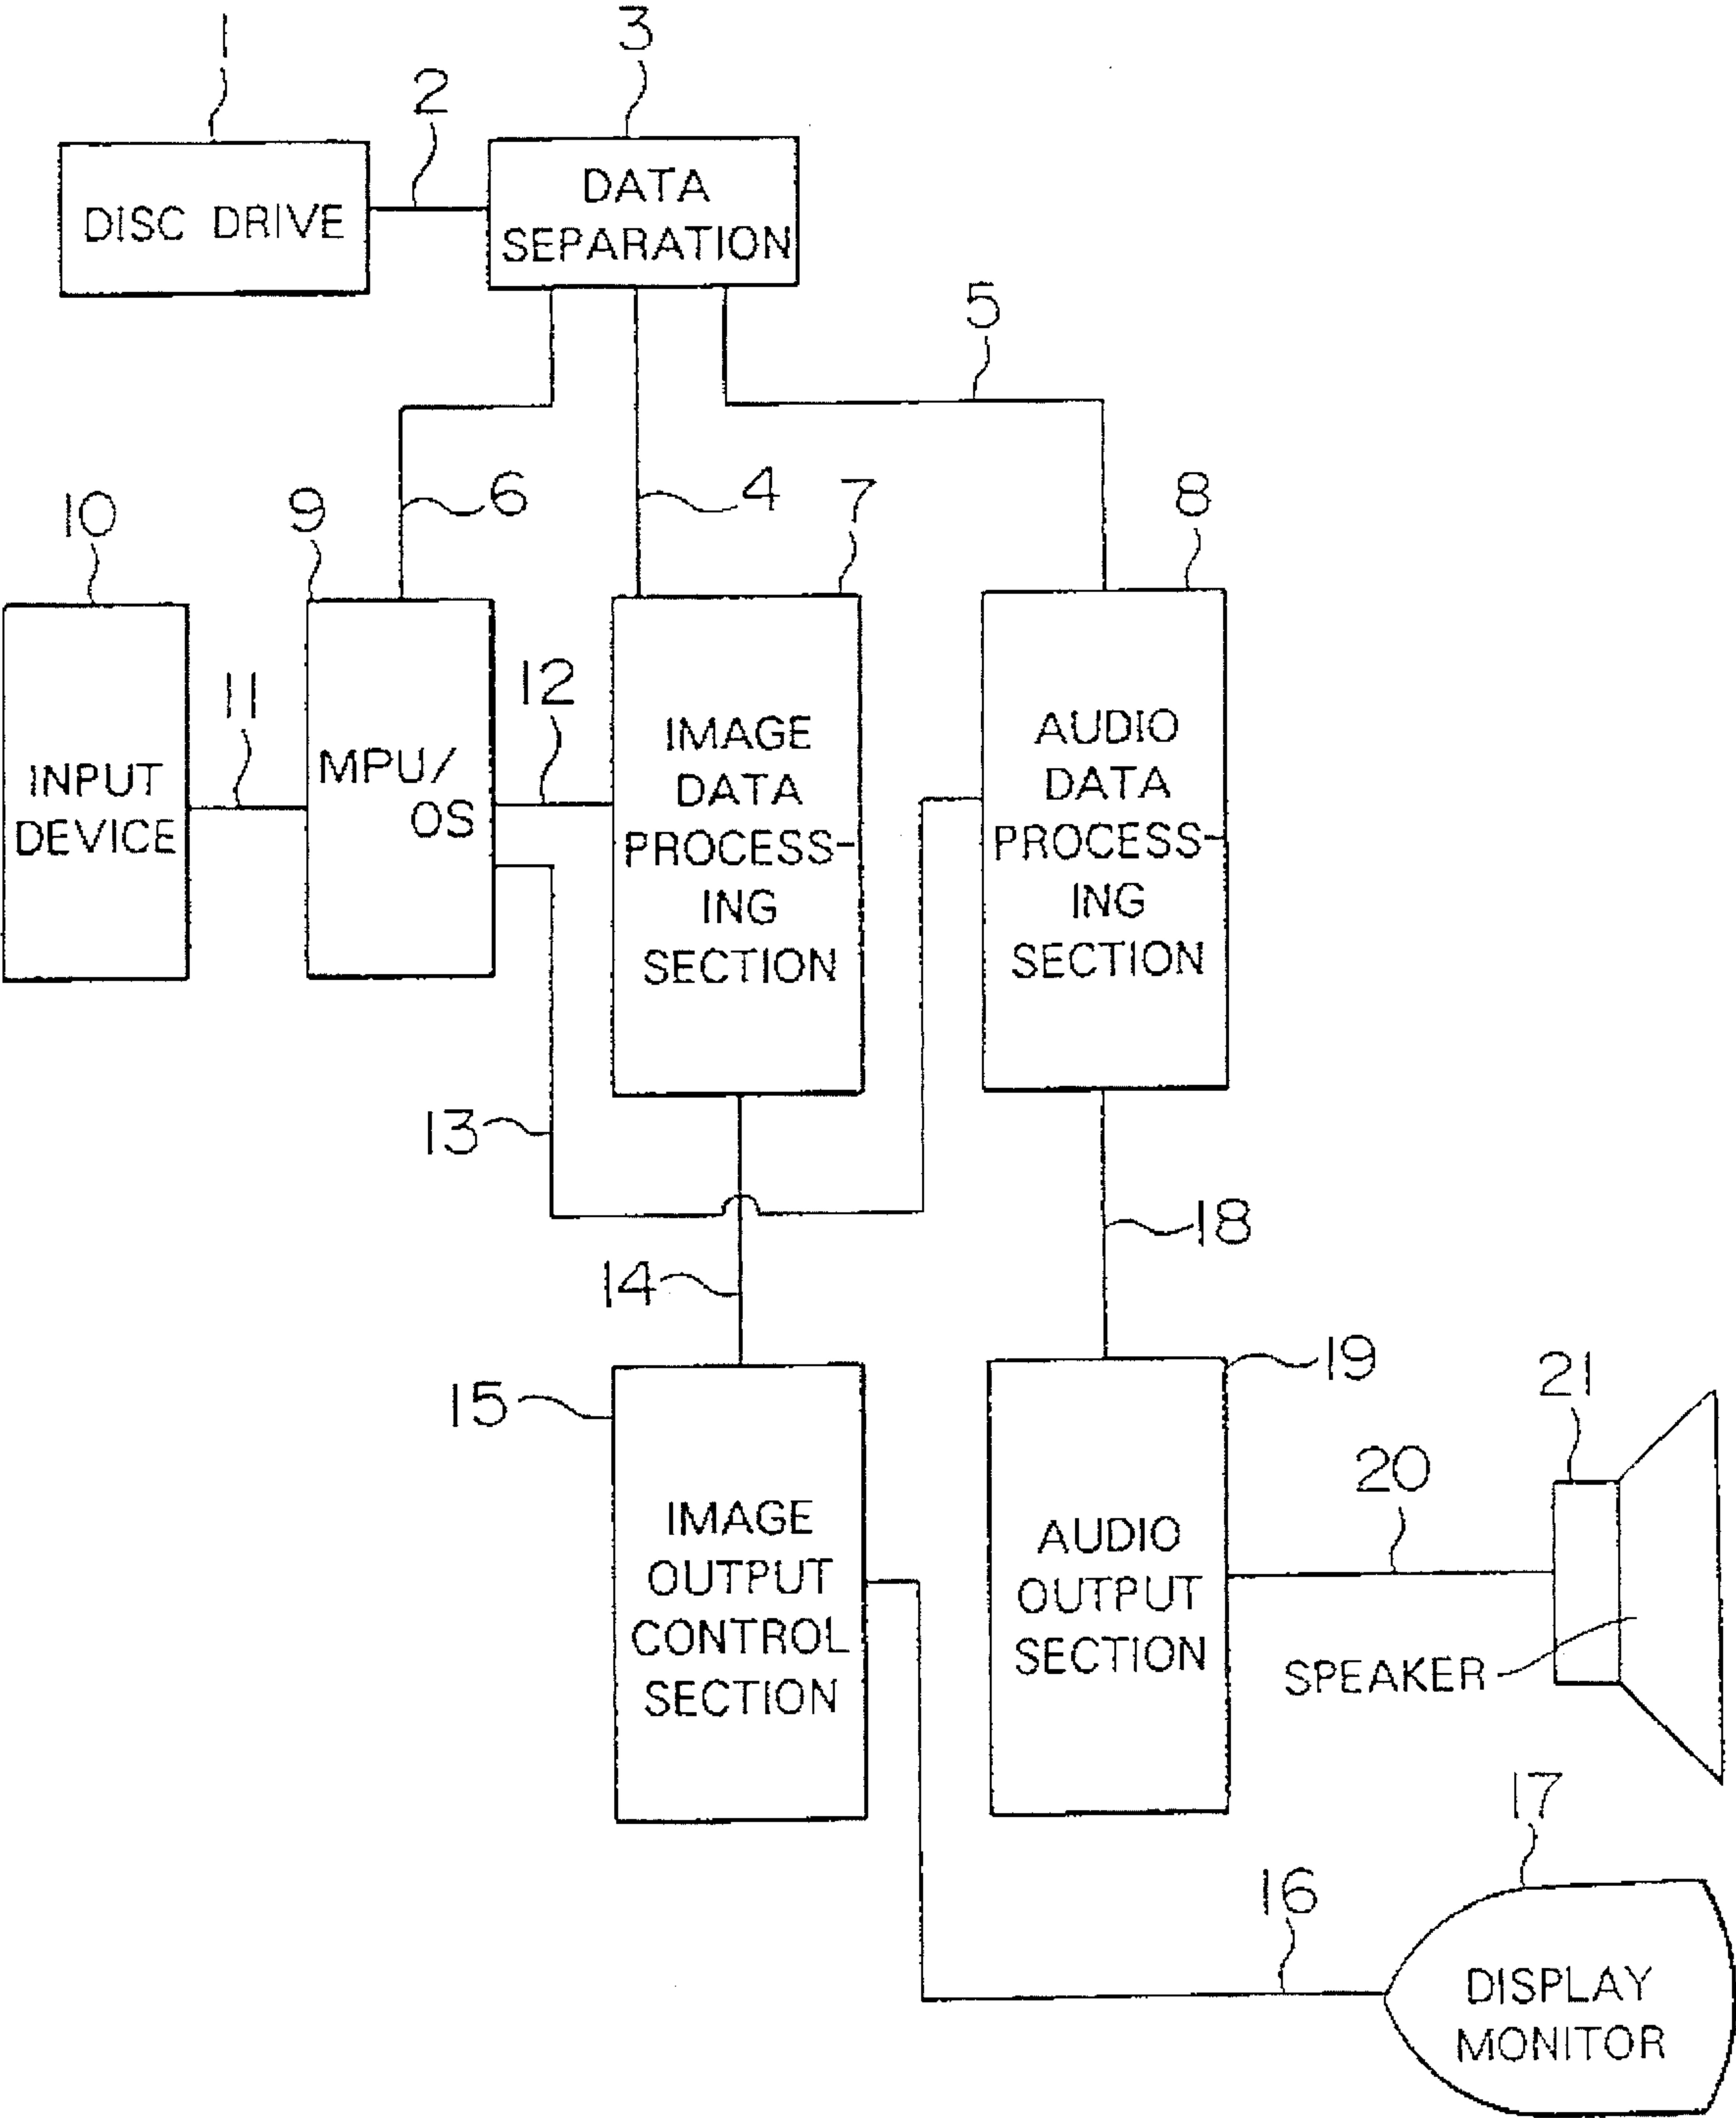 1
3
2
DISC DRIVE
DATA
SEPARATION
5
6
4
7
8
10
9
11
12
INPUT
DEVICE
MPU/
OS
IMAGE
DATA
PROCESS-
ING
SECTION
AUDIO
DATA
PROCESS-
ING
SECTION
13
18
14
15
19
21
20
IMAGE
OUTPUT
CONTROL
SECTION
AUDIO
OUTPUT
SECTION
SPEAKER
17
16
DISPLAY
MONITOR